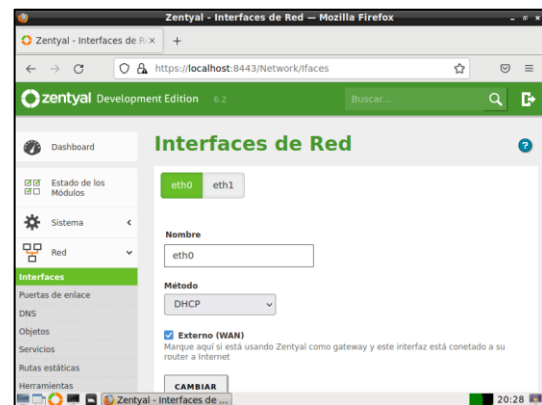 Zentyal - Interfaces de Red — Mozilla Firefox
Zentyal - Interfaces de R
https://localhost:8443/Network/Ifaces
zentyal Development Edition 6.2
Buscar...
Dashboard
Interfaces de Red
Estado de los
Módulos
eth0 eth1
Sistema
Nombre
Red
eth0
Interfaces
Puertas de enlace
Método
DNS
DHCP
Objetos
Externo (WAN)
Servicios
Marque aquí si está usando Zentyal como gateway y este interfaz está conetado a su
router a Internet
Rutas estáticas
Herramientas
CAMBIAR
Zentyal - Interfaces de ...
20:28